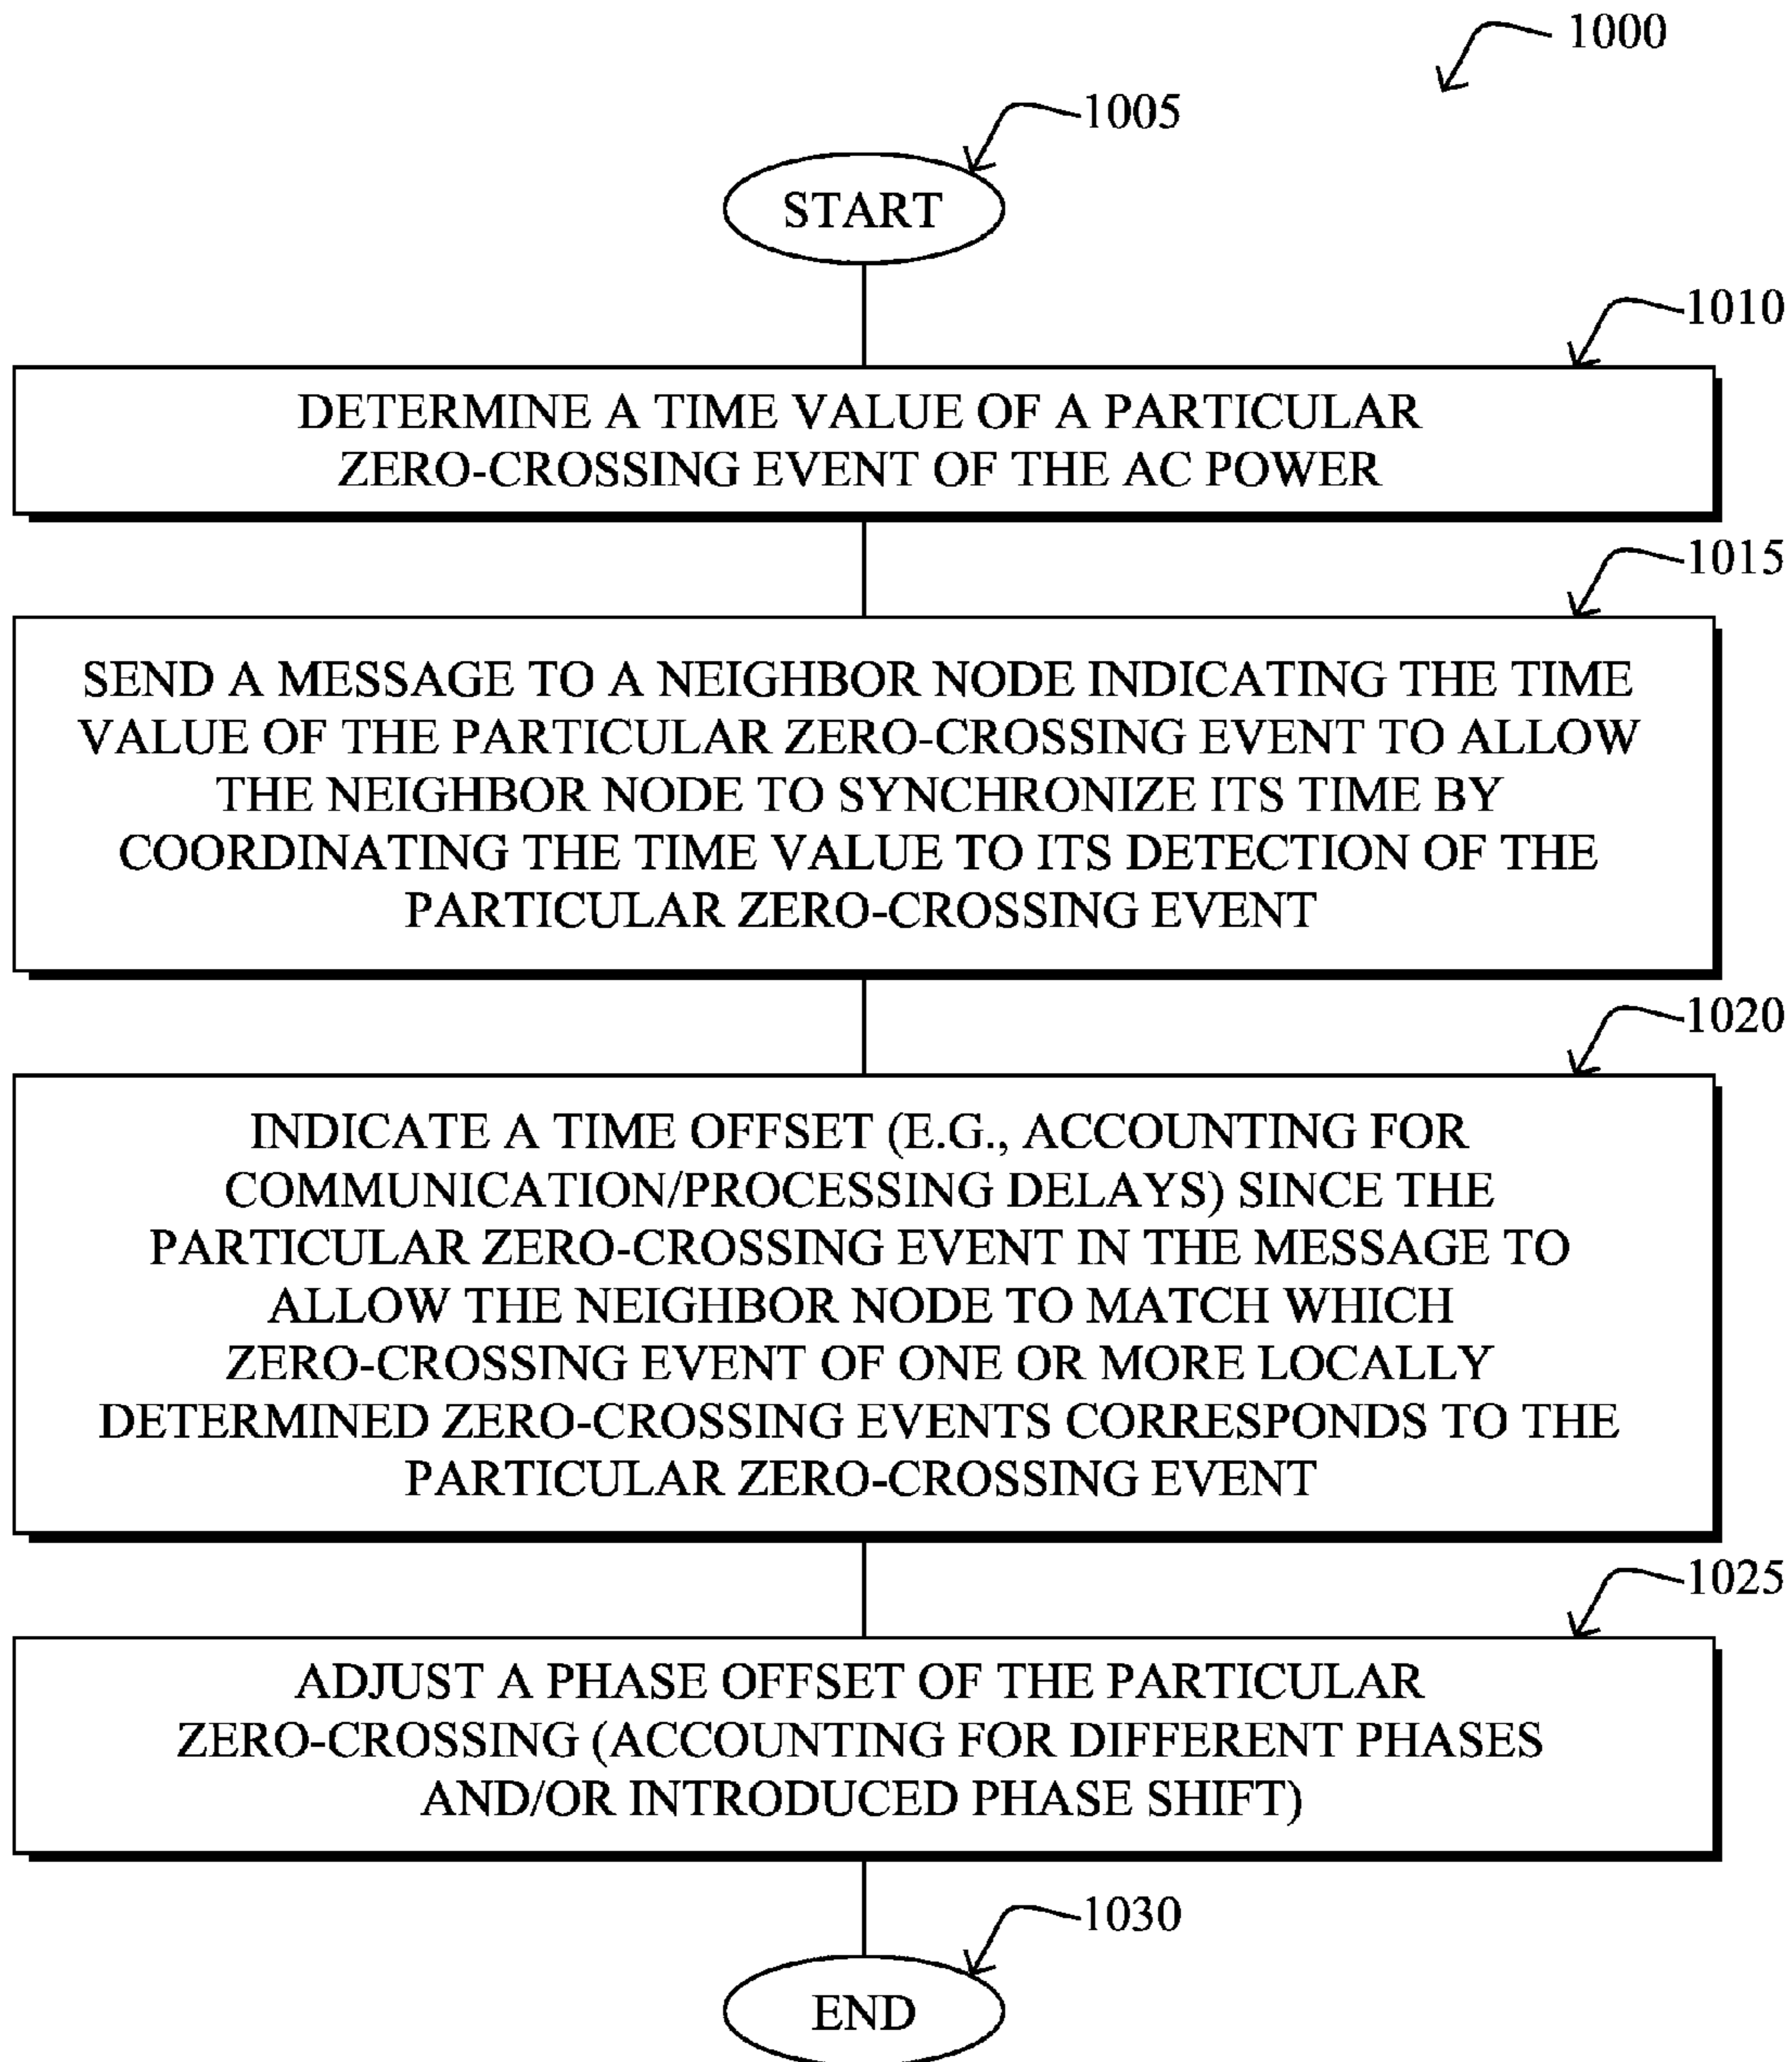 1000
1005
START
1010
DETERMINE A TIME VALUE OF A PARTICULAR
ZERO-CROSSING EVENT OF THE AC POWER
1015
SEND A MESSAGE TO A NEIGHBOR NODE INDICATING THE TIME
VALUE OF THE PARTICULAR ZERO-CROSSING EVENT TO ALLOW
THE NEIGHBOR NODE TO SYNCHRONIZE ITS TIME BY
COORDINATING THE TIME VALUE TO ITS DETECTION OF THE
PARTICULAR ZERO-CROSSING EVENT
1020
INDICATE A TIME OFFSET (E.G., ACCOUNTING FOR
COMMUNICATION/PROCESSING DELAYS) SINCE THE
PARTICULAR ZERO-CROSSING EVENT IN THE MESSAGE TO
ALLOW THE NEIGHBOR NODE TO MATCH WHICH
ZERO-CROSSING EVENT OF ONE OR MORE LOCALLY
DETERMINED ZERO-CROSSING EVENTS CORRESPONDS TO THE
PARTICULAR ZERO-CROSSING EVENT
1025
ADJUST A PHASE OFFSET OF THE PARTICULAR
ZERO-CROSSING (ACCOUNTING FOR DIFFERENT PHASES
AND/OR INTRODUCED PHASE SHIFT)
1030
END